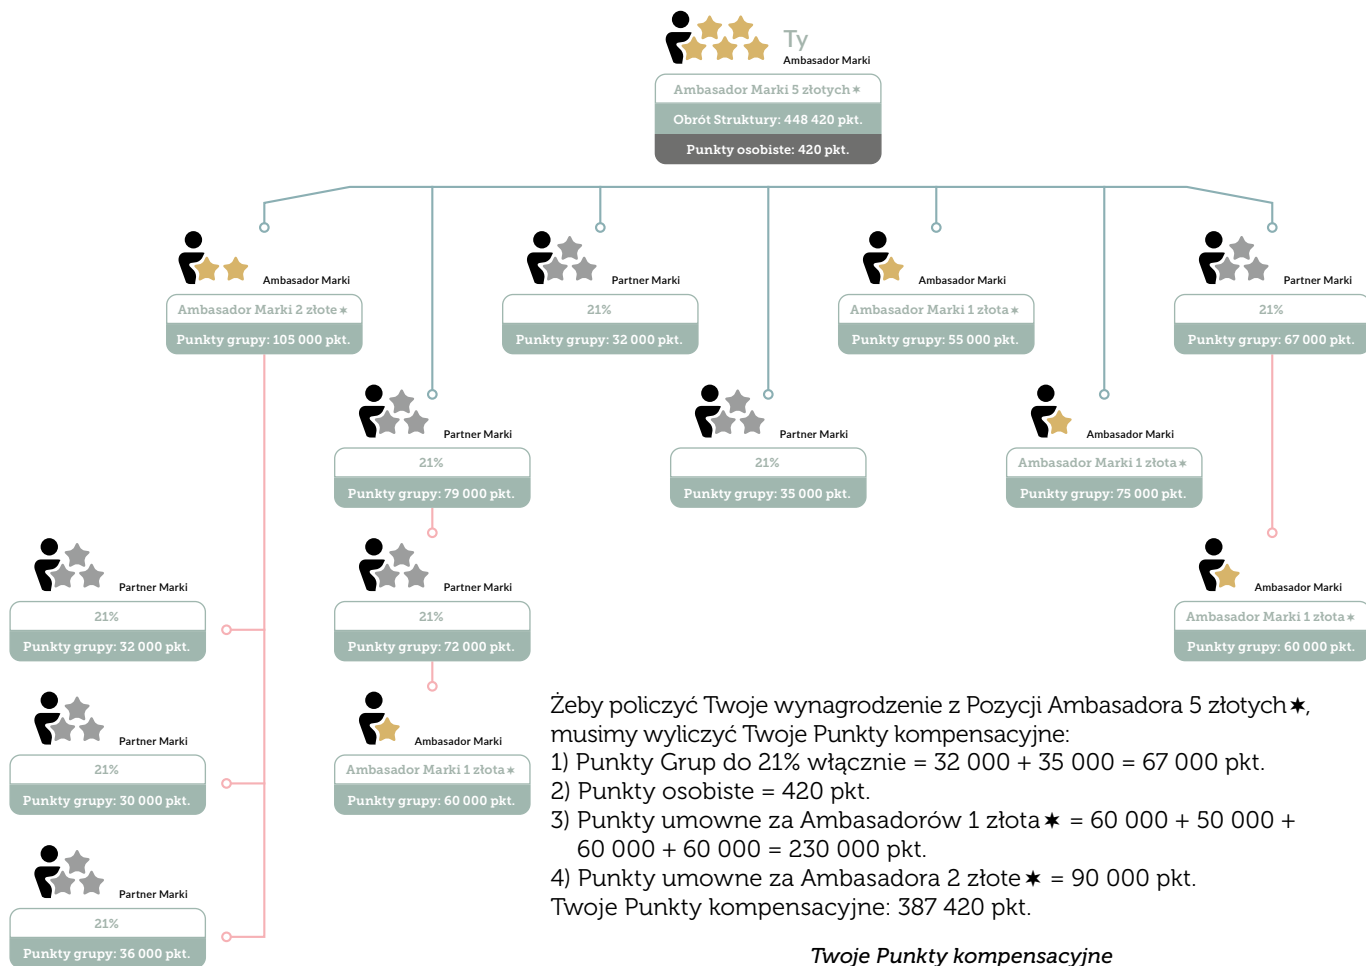 Ty
Ambasador Marki
Ambasador Marki 5 złotych✶
Obrót Struktury: 448 420 pkt.
Punkty osobiste: 420 pkt.
Ambasador Marki
Ambasador Marki 2 złote✶
Punkty grupy: 105 000 pkt.
Partner Marki
21%
Punkty grupy: 32 000 pkt.
Ambasador Marki
Ambasador Marki 1 złota✶
Punkty grupy: 55 000 pkt.
Partner Marki
21%
Punkty grupy: 67 000 pkt.
Partner Marki
21%
Punkty grupy: 79 000 pkt.
Partner Marki
21%
Punkty grupy: 35 000 pkt.
Ambasador Marki
Ambasador Marki 1 złota✶
Punkty grupy: 75 000 pkt.
Partner Marki
21%
Punkty grupy: 32 000 pkt.
Partner Marki
21%
Punkty grupy: 72 000 pkt.
Ambasador Marki
Ambasador Marki 1 złota✶
Punkty grupy: 60 000 pkt.
Partner Marki
21%
Punkty grupy: 30 000 pkt.
Ambasador Marki
Ambasador Marki 1 złota✶
Punkty grupy: 60 000 pkt.
Partner Marki
21%
Punkty grupy: 36 000 pkt.
Żeby policzyć Twoje wynagrodzenie z Pozycji Ambasadora 5 złotych✶,
musimy wyliczyć Twoje Punkty kompensacyjne:
1) Punkty Grup do 21% włącznie = 32 000 + 35 000 = 67 000 pkt.
2) Punkty osobiste = 420 pkt.
3) Punkty umowne za Ambasadorów 1 złota✶ = 60 000 + 50 000 +
60 000 + 60 000 = 230 000 pkt.
4) Punkty umowne za Ambasadora 2 złote✶ = 90 000 pkt.
Twoje Punkty kompensacyjne: 387 420 pkt.
Twoje Punkty kompensacyjne